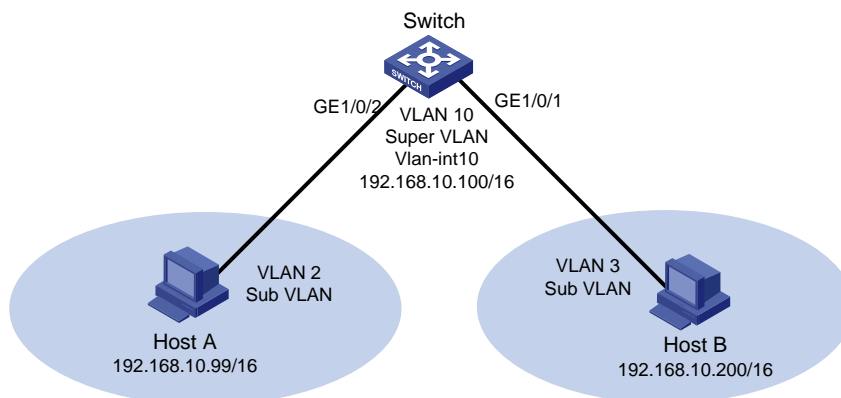 Switch
SWITCH
GE1/0/2
GE1/0/1
VLAN 10
Super VLAN
Vlan-int10
192.168.10.100/16
VLAN 2
Sub VLAN
VLAN 3
Sub VLAN
Host A
192.168.10.99/16
Host B
192.168.10.200/16